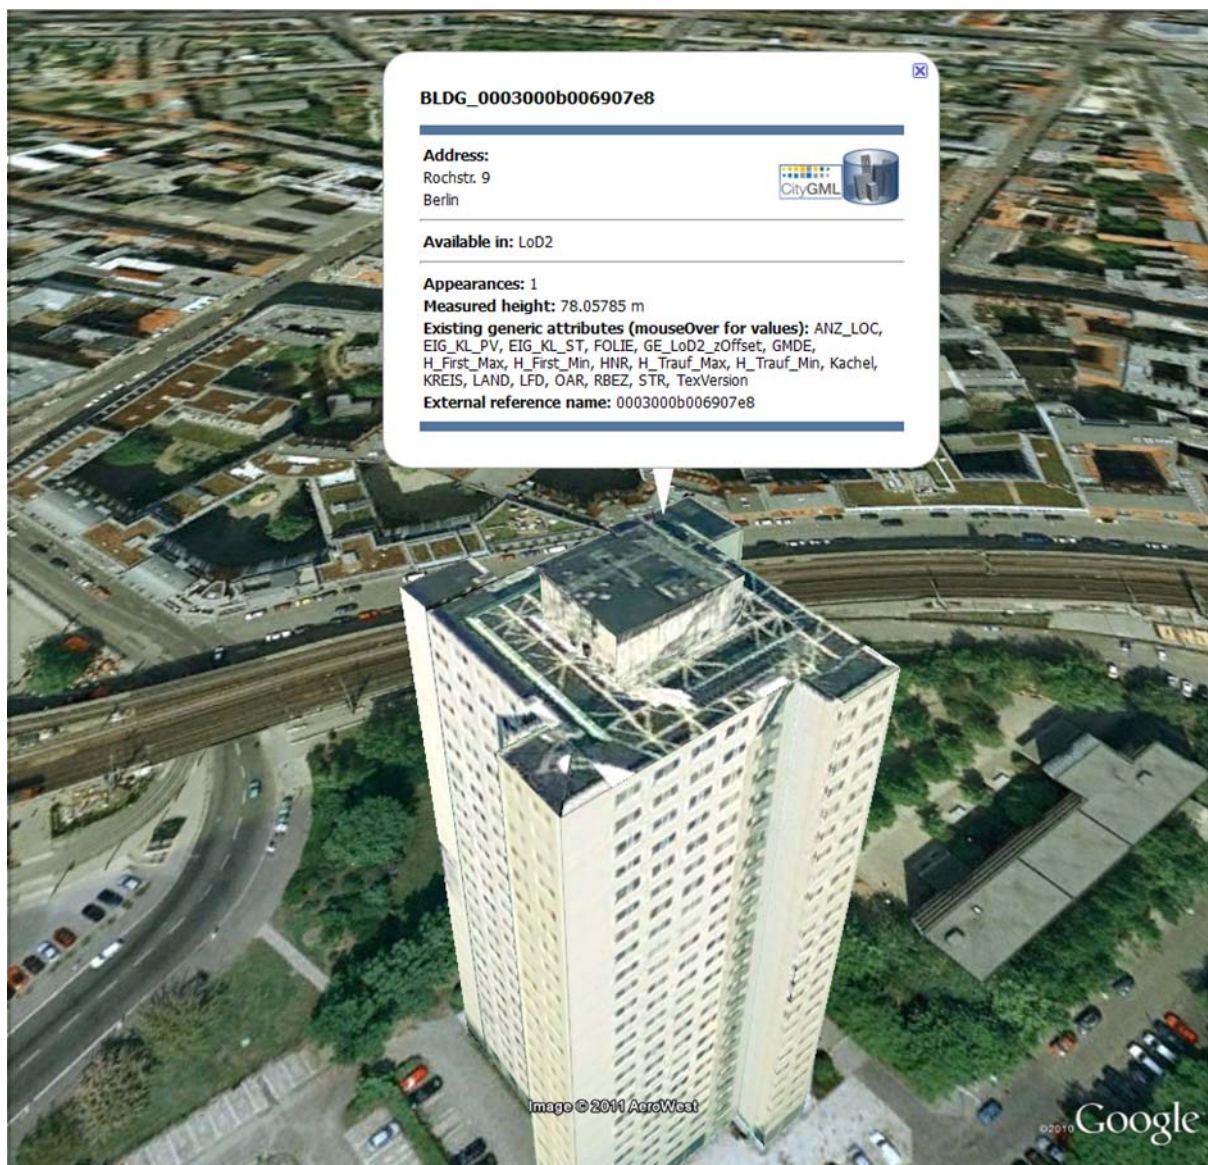 BLDG_0003000b006907e8
Address:
Rochstr. 9
Berlin
CityGML
Available in: LoD2
Appearances: 1
Measured height: 78.05785 m
Existing generic attributes (mouseOver for values): ANZ_LOC,
EIG_KL_PV, EIG_KL_ST, FOLIE, GE_LoD2_zOffset, GMDE,
H_First_Max, H_First_Min, HNR, H_Trauf_Max, H_Trauf_Min, Kachel,
KREIS, LAND, LFD, OAR, RBEZ, STR, TexVersion
External reference name: 0003000b006907e8
Image © 2011 AeroWest
©2010 Google